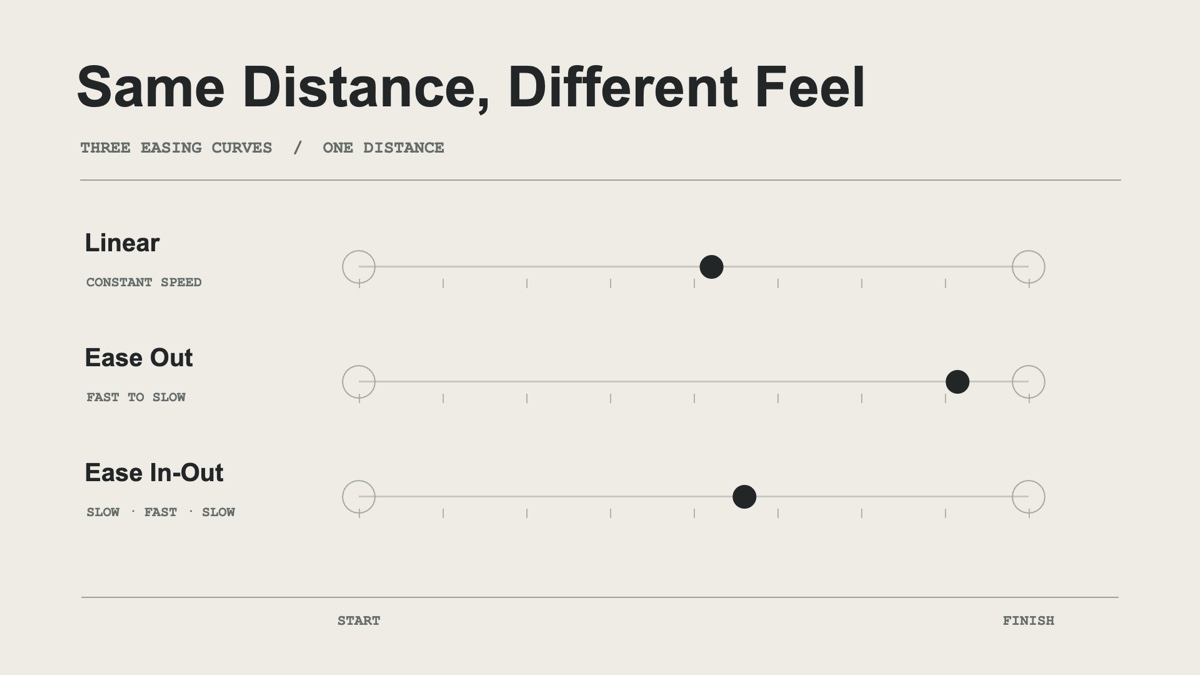 Same Distance, Different Feel
THREE EASING CURVES / ONE DISTANCE
Linear
CONSTANT SPEED
Ease Out
FAST TO SLOW
Ease In-Out
SLOW · FAST · SLOW
START FINISH